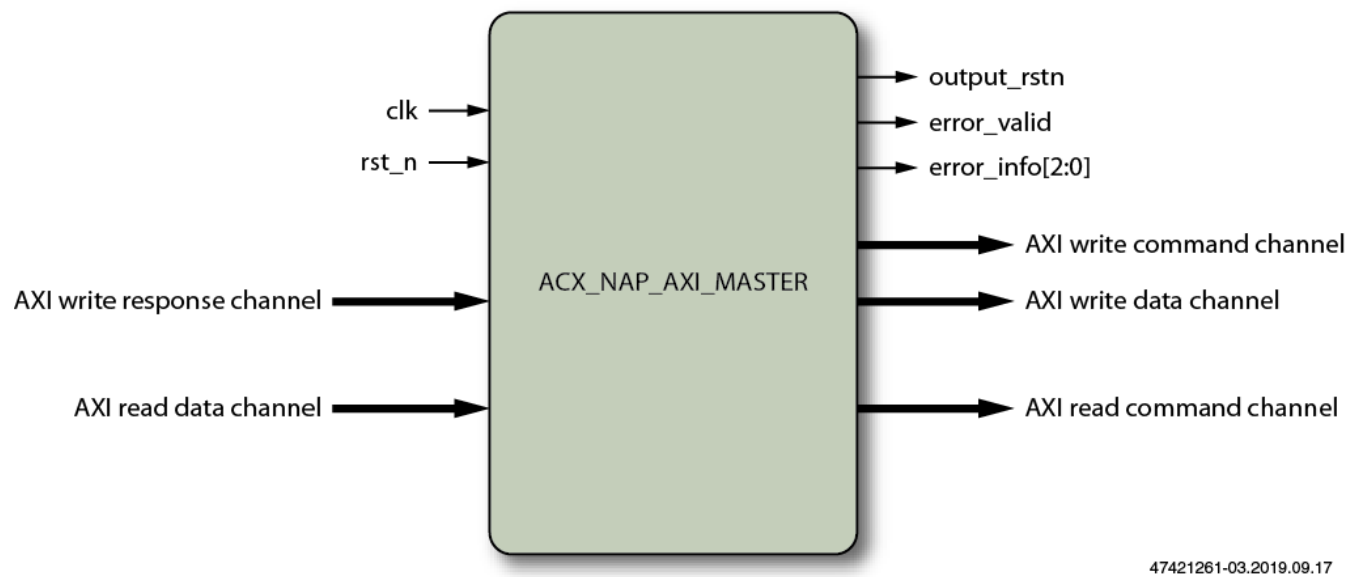 output_rstn
clk
error_valid
rst_n
error_info[2:0]
AXI write command channel
ACX_NAP_AXI_MASTER
AXI write response channel
AXI write data channel
AXI read data channel
AXI read command channel
47421261-03.2019.09.17